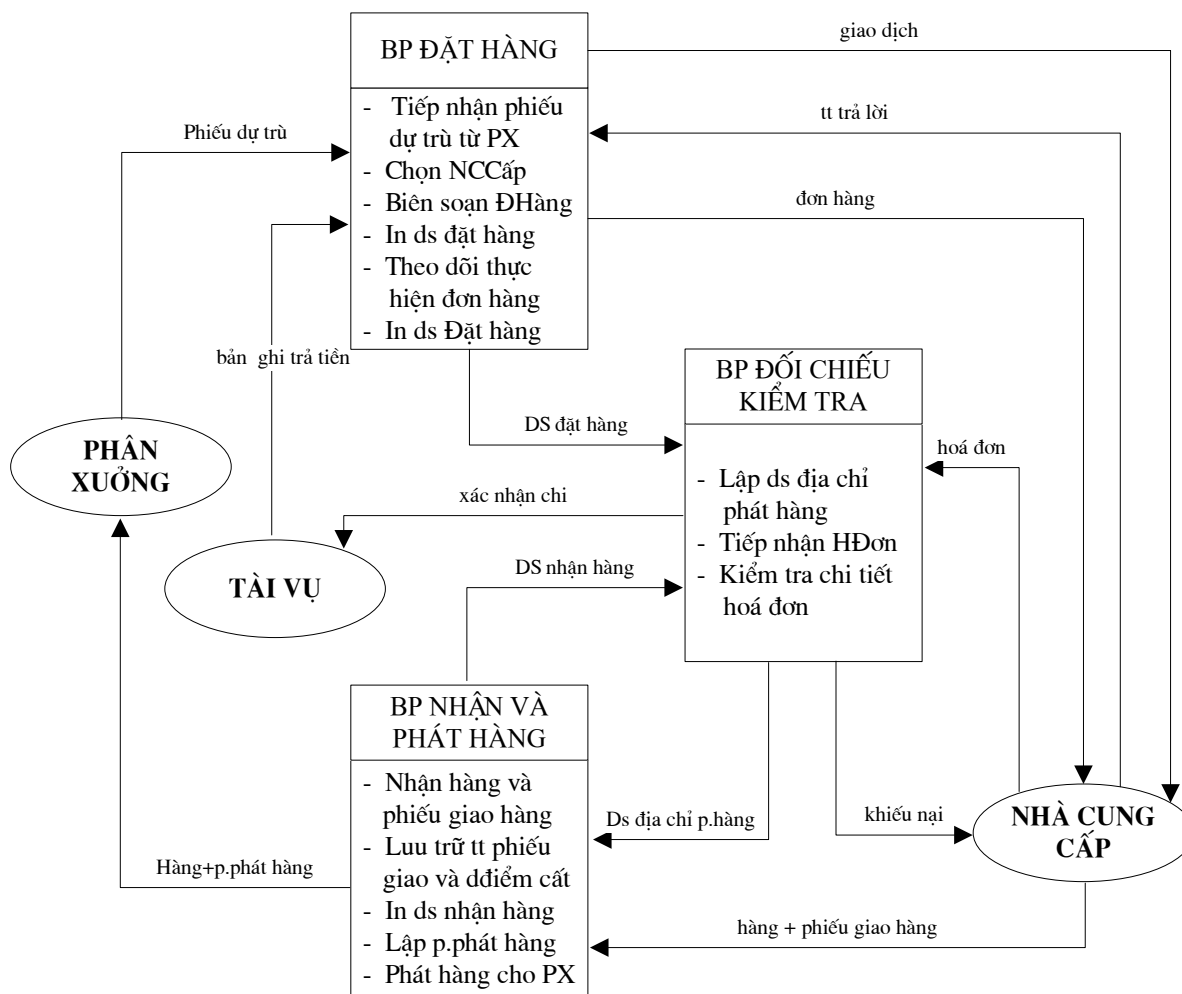 giao dịch
BP ĐẶT HÀNG
tt trả lời
Phiếu dự trù
- Tiếp nhận phiếu
dự trù từ PX
- Chọn NCCấp
- Biên soạn ĐHàng
- In ds đặt hàng
- Theo dõi thực
hiện đơn hàng
- In ds Đặt hàng
đơn hàng
bản ghi trả tiền
BP ĐỐI CHIẾU
KIỂM TRA
DS đặt hàng
hoá đơn
PHÂN
XUỞNG
- Lập ds địa chỉ
phát hàng
- Tiếp nhận HĐơn
- Kiểm tra chi tiết
hoá đơn
xác nhận chi
DS nhận hàng
TÀI VỤ
BP NHẬN VÀ
PHÁT HÀNG
- Nhận hàng và
phiếu giao hàng
- Luu trữ tt phiếu
giao và dđiểm cất
- In ds nhận hàng
- Lập p.phát hàng
- Phát hàng cho PX
Ds địa chỉ p.hàng
khiếu nại
NHÀ CUNG
CẤP
Hàng+p.phát hàng
hàng + phiếu giao hàng